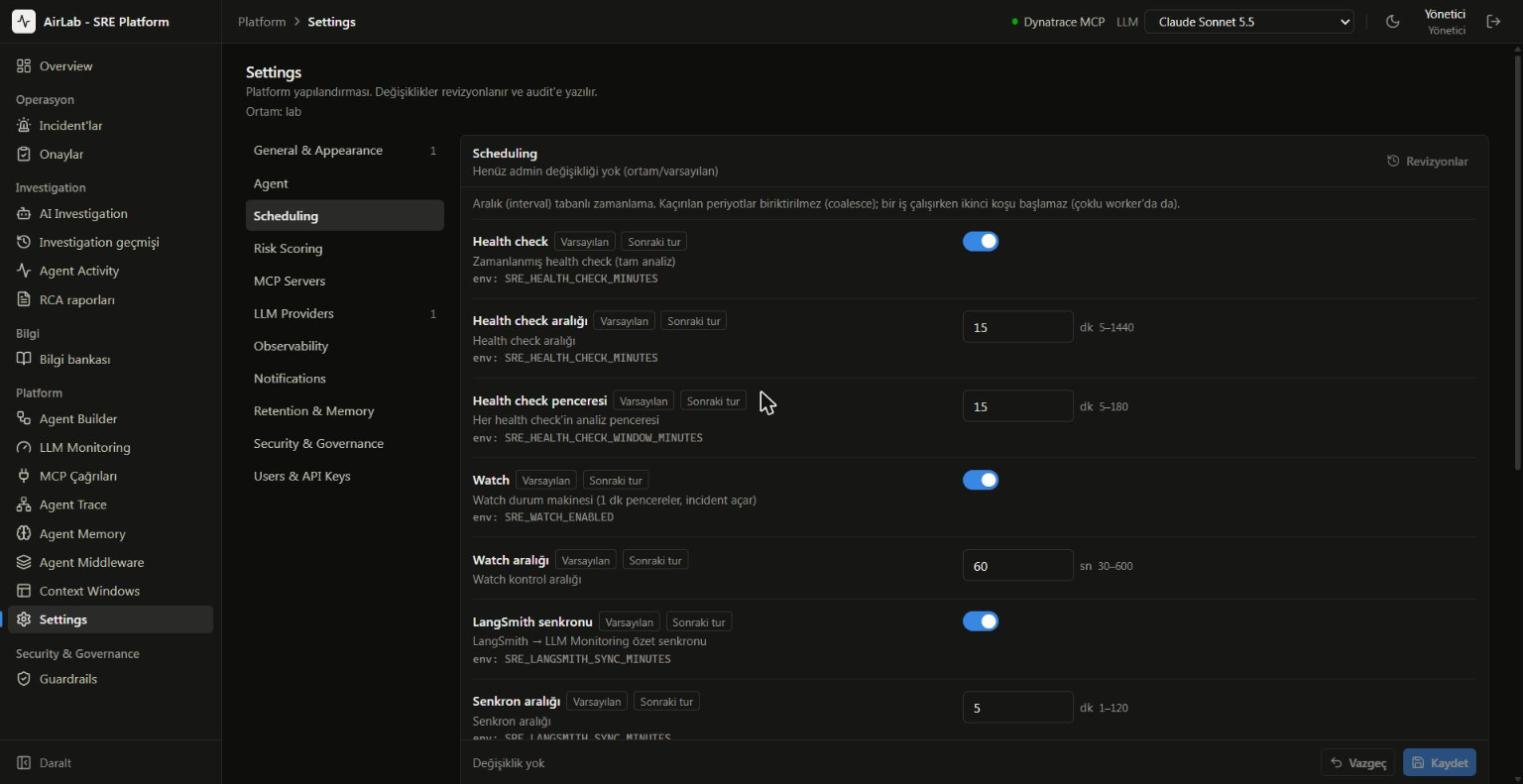 AirLab - SRE Platform
Platform > Settings
Dynatrace MCP LLM Claude Sonnet 5.5
Yönetici
Yönetici
Overview
Operasyon
Incident'lar
Onaylar
Investigation
AI Investigation
Investigation geçmişi
Agent Activity
RCA raporları
Bilgi
Bilgi bankası
Platform
Agent Builder
LLM Monitoring
MCP Çağrıları
Agent Trace
Agent Memory
Agent Middleware
Context Windows
Settings
Security & Governance
Guardrails
Daralt
Settings
Platform yapılandırması. Değişiklikler revizyonlanır ve audit'e yazılır.
Ortam: lab
General & Appearance 1
Agent
Scheduling
Risk Scoring
MCP Servers
LLM Providers 1
Observability
Notifications
Retention & Memory
Security & Governance
Users & API Keys
Scheduling
Henüz admin değişikliği yok (ortam/varsayılan)
Revizyonlar
Aralık (interval) tabanlı zamanlama. Kaçırılan periyotlar biriktirilmez (coalesce); bir iş çalışırken ikinci koşu başlamaz (çoklu worker'da da).
Health check Varsayılan Sonraki tur
Zamanlanmış health check (tam analiz)
env: SRE_HEALTH_CHECK_MINUTES
Health check aralığı Varsayılan Sonraki tur
Health check aralığı
env: SRE_HEALTH_CHECK_MINUTES
15 dk 5–1440
Health check penceresi Varsayılan Sonraki tur
Her health check'in analiz penceresi
env: SRE_HEALTH_CHECK_WINDOW_MINUTES
15 dk 5–180
Watch Varsayılan Sonraki tur
Watch durum makinesi (1 dk pencereler, incident açar)
env: SRE_WATCH_ENABLED
Watch aralığı Varsayılan Sonraki tur
Watch kontrol aralığı
60 sn 30–600
LangSmith senkronu Varsayılan Sonraki tur
LangSmith → LLM Monitoring özet senkronu
env: SRE_LANGSMITH_SYNC_MINUTES
Senkron aralığı Varsayılan Sonraki tur
Senkron aralığı
env: SRE_LANGSMITH_SYNC_MINUTES
5 dk 1–120
Değişiklik yok
Vazgeç
Kaydet